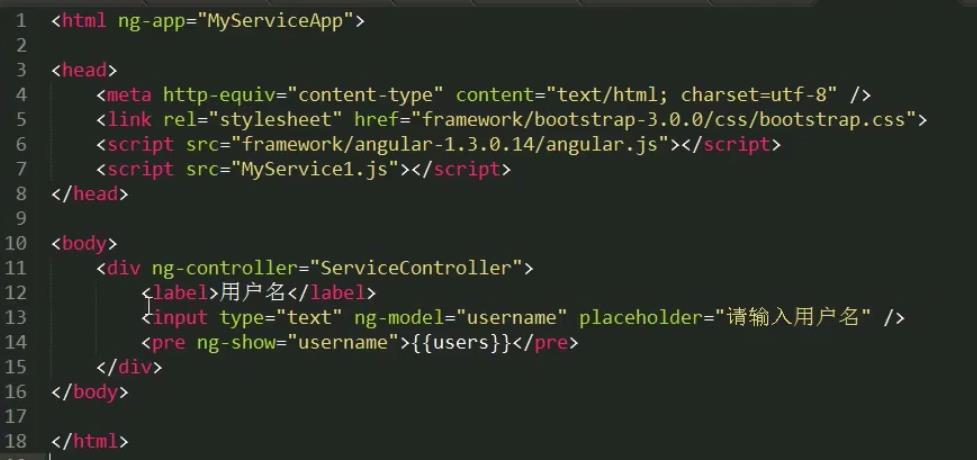 1 <html ng-app="MyServiceApp">
2
3 <head>
4 <meta http-equiv="content-type" content="text/html; charset=utf-8" />
5 <link rel="stylesheet" href="framework/bootstrap-3.0.0/css/bootstrap.css">
6 <script src="framework/angular-1.3.0.14/angular.js"></script>
7 <script src="MyService1.js"></script>
8 </head>
9
10 <body>
11 <div ng-controller="ServiceController">
12 <label>用户名</label>
13 <input type="text" ng-model="username" placeholder="请输入用户名" />
14 <pre ng-show="username">{{users}}</pre>
15 </div>
16 </body>
17
18 </html>